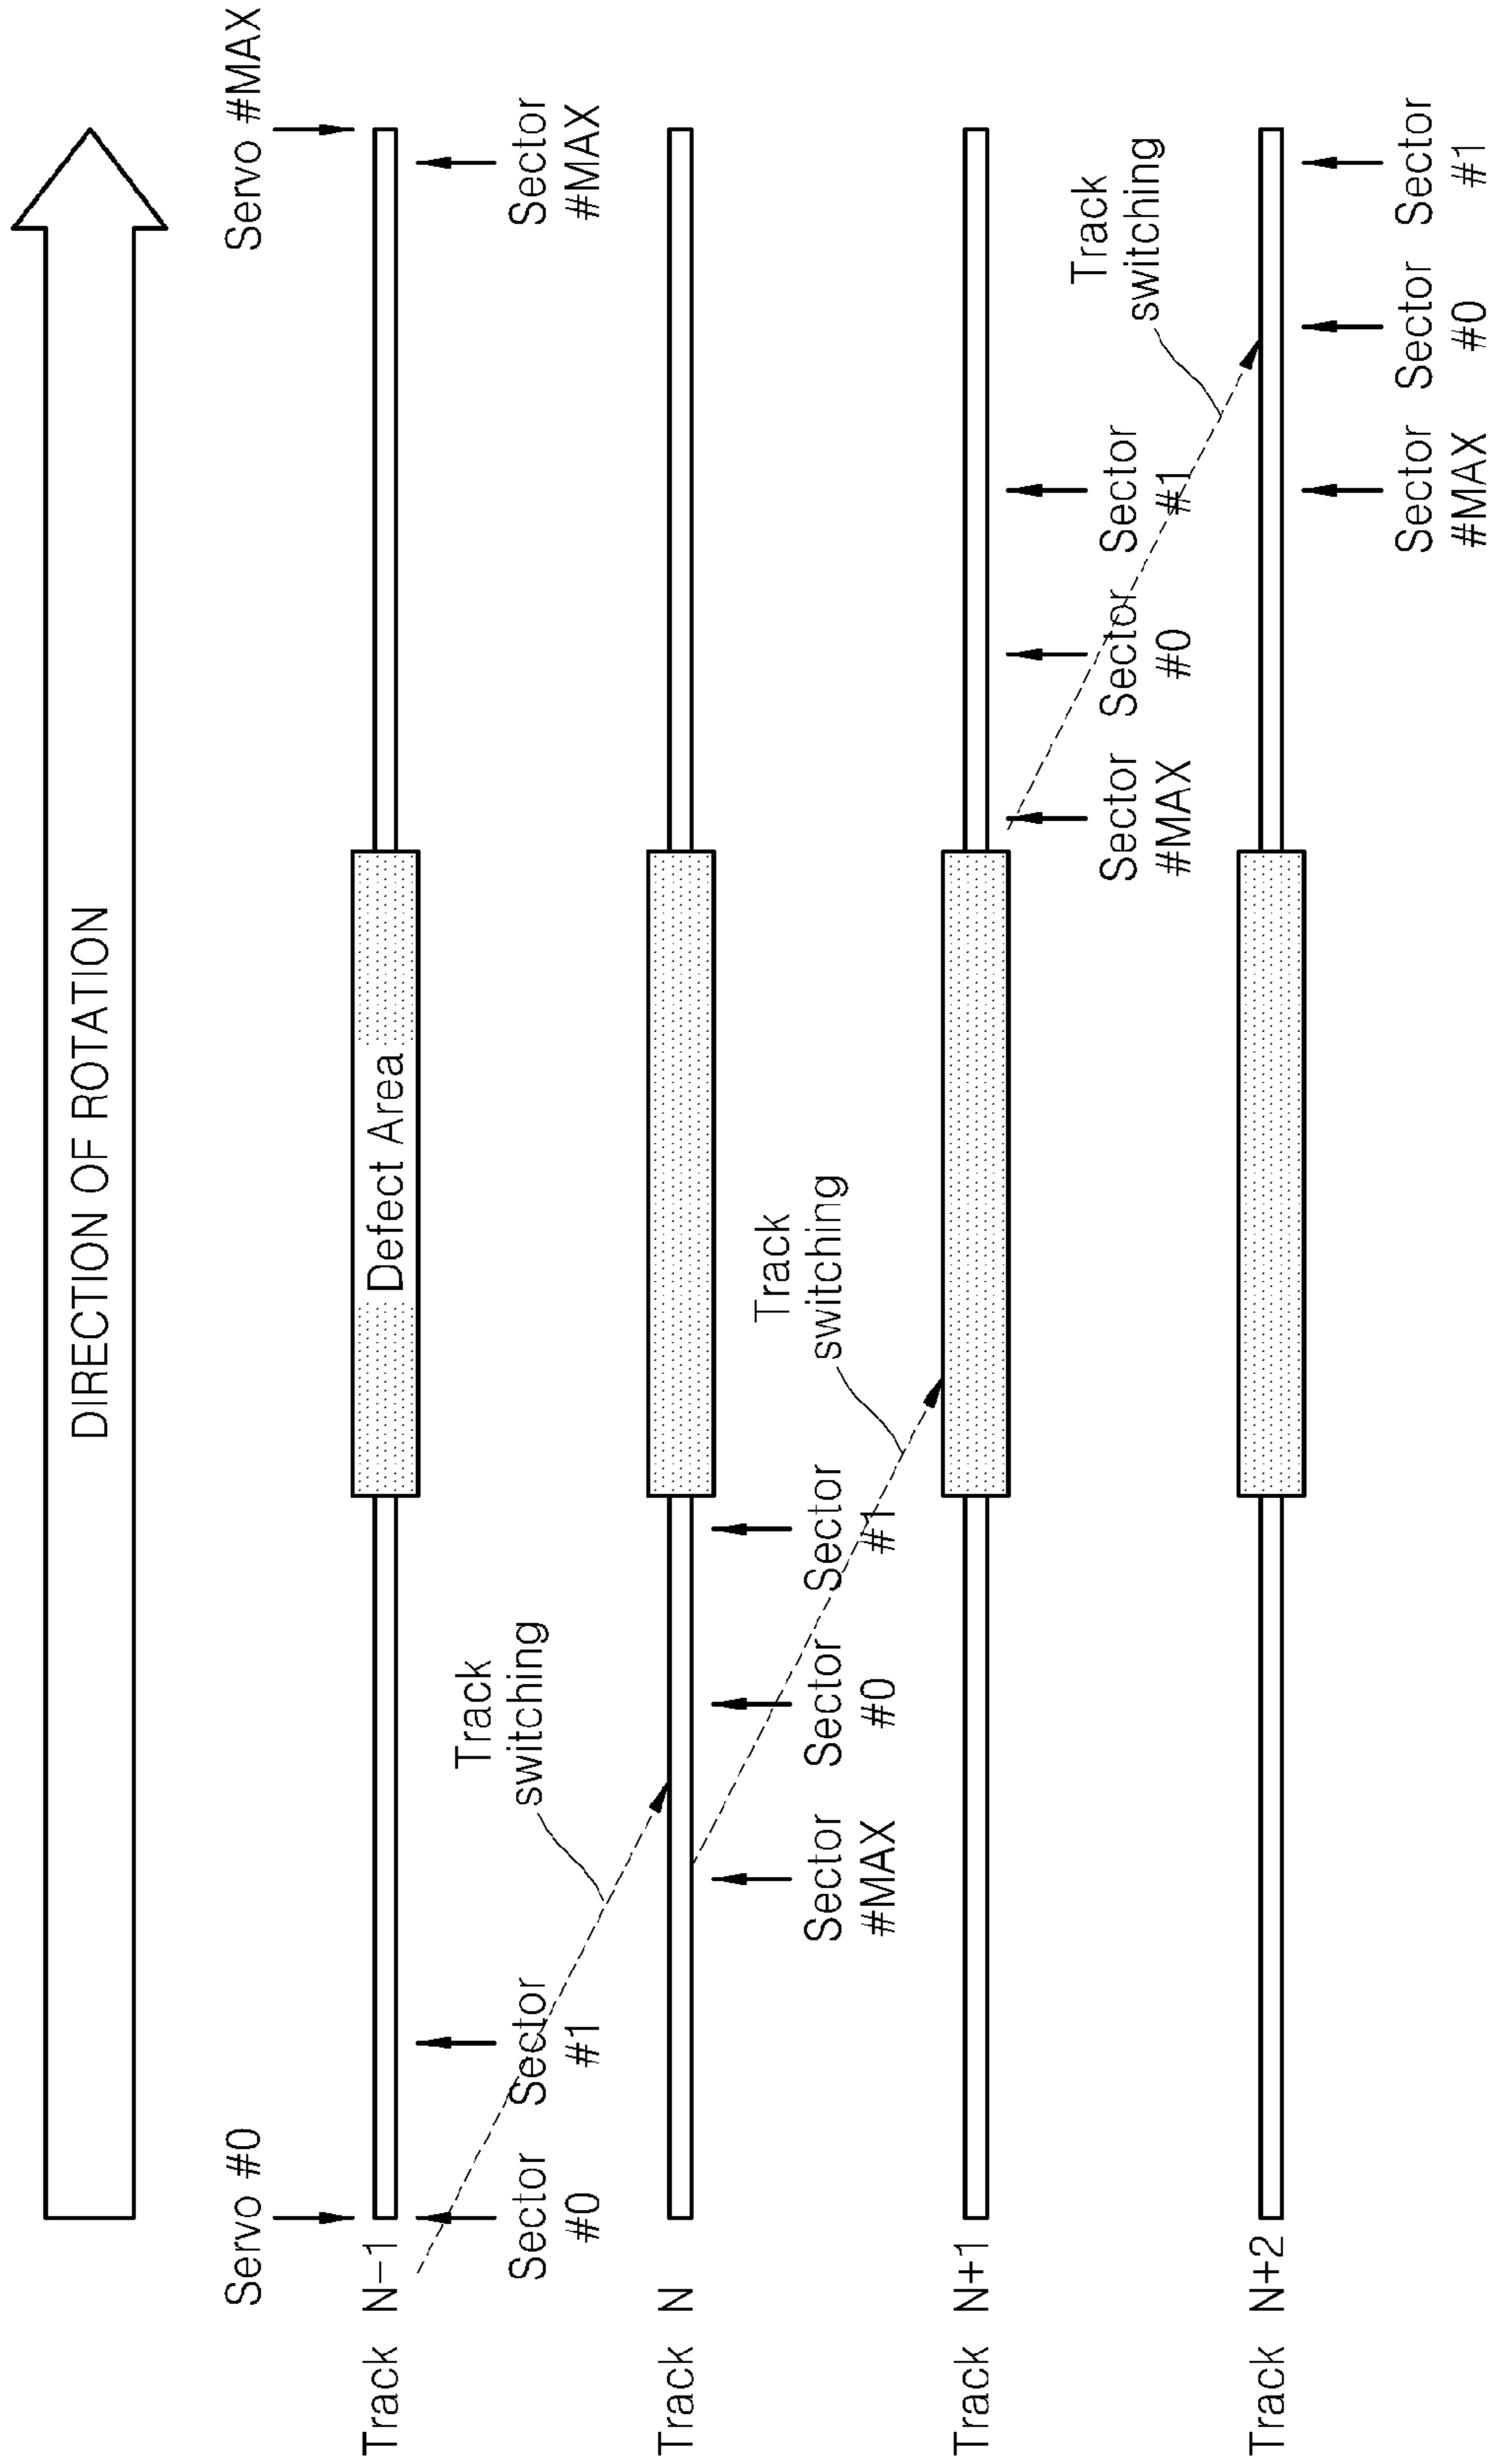 DIRECTION OF ROTATION
Servo #0
Servo #MAX
Track N-1
Defect Area
Sector
#0
Sector
#1
Sector
#MAX
Track
switching
Track N
Sector
#MAX
Sector
#0
Sector
#1
Track
switching
Track N+1
Sector
#MAX
Sector
#0
Sector
#1
Track
switching
Track N+2
Sector
#MAX
Sector
#0
Sector
#1